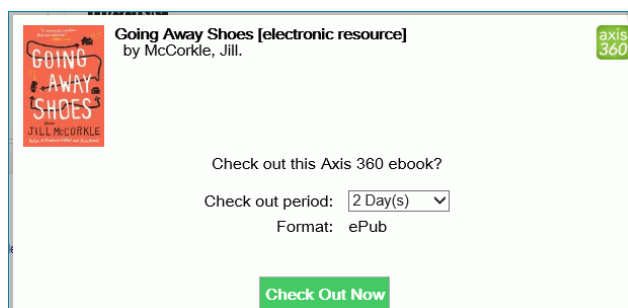 Going Away Shoes [electronic resource]
by McCorkle, Jill.
axis
360
GOING
AWAY
SHOES
JILL McCORKLE
Check out this Axis 360 ebook?
Check out period: 2 Day(s)
Format: ePub
Check Out Now